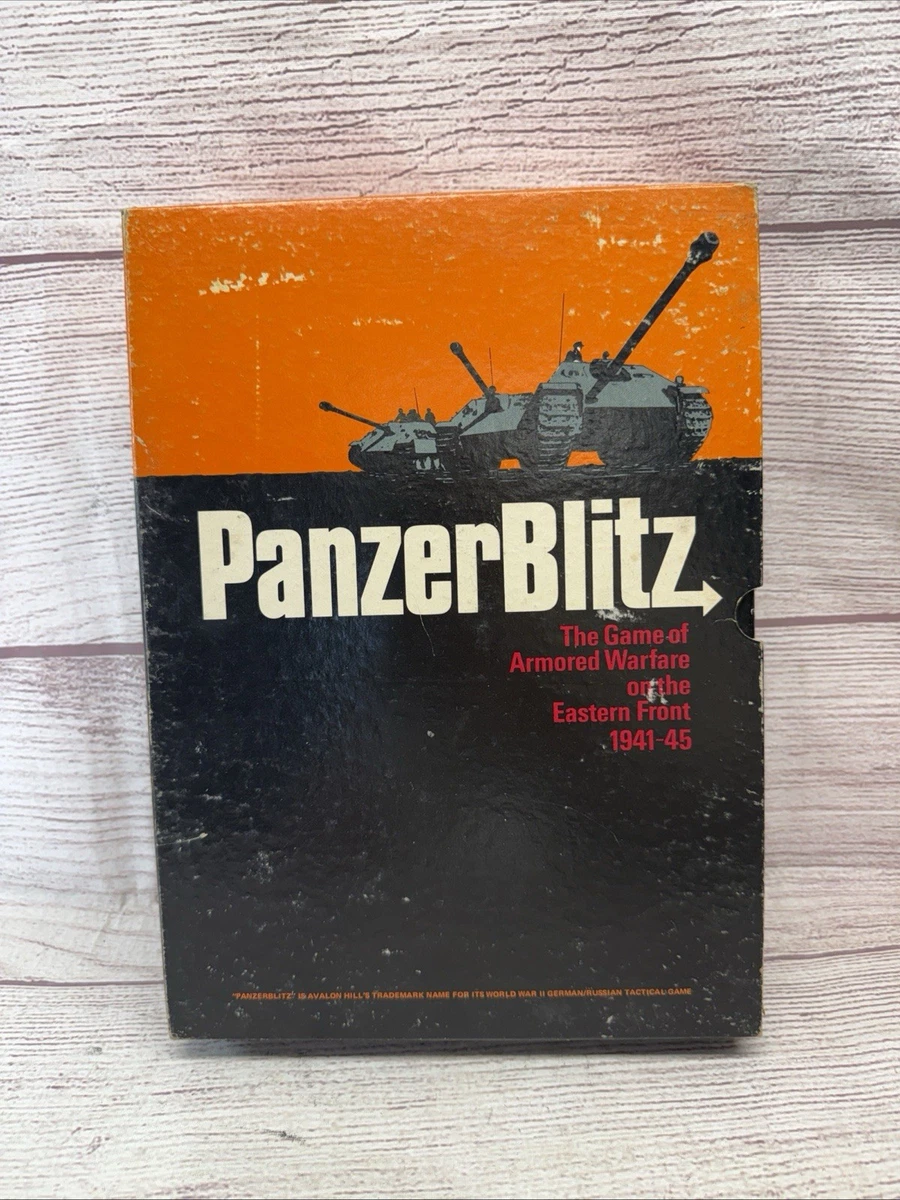 PanzerBlitz
The Game of
Armored Warfare
on the
Eastern Front
1941-45
"PANZERBLITZ" IS AVALON HILL'S TRADEMARK NAME FOR ITS WORLD WAR II GERMAN/RUSSIAN TACTICAL GAME